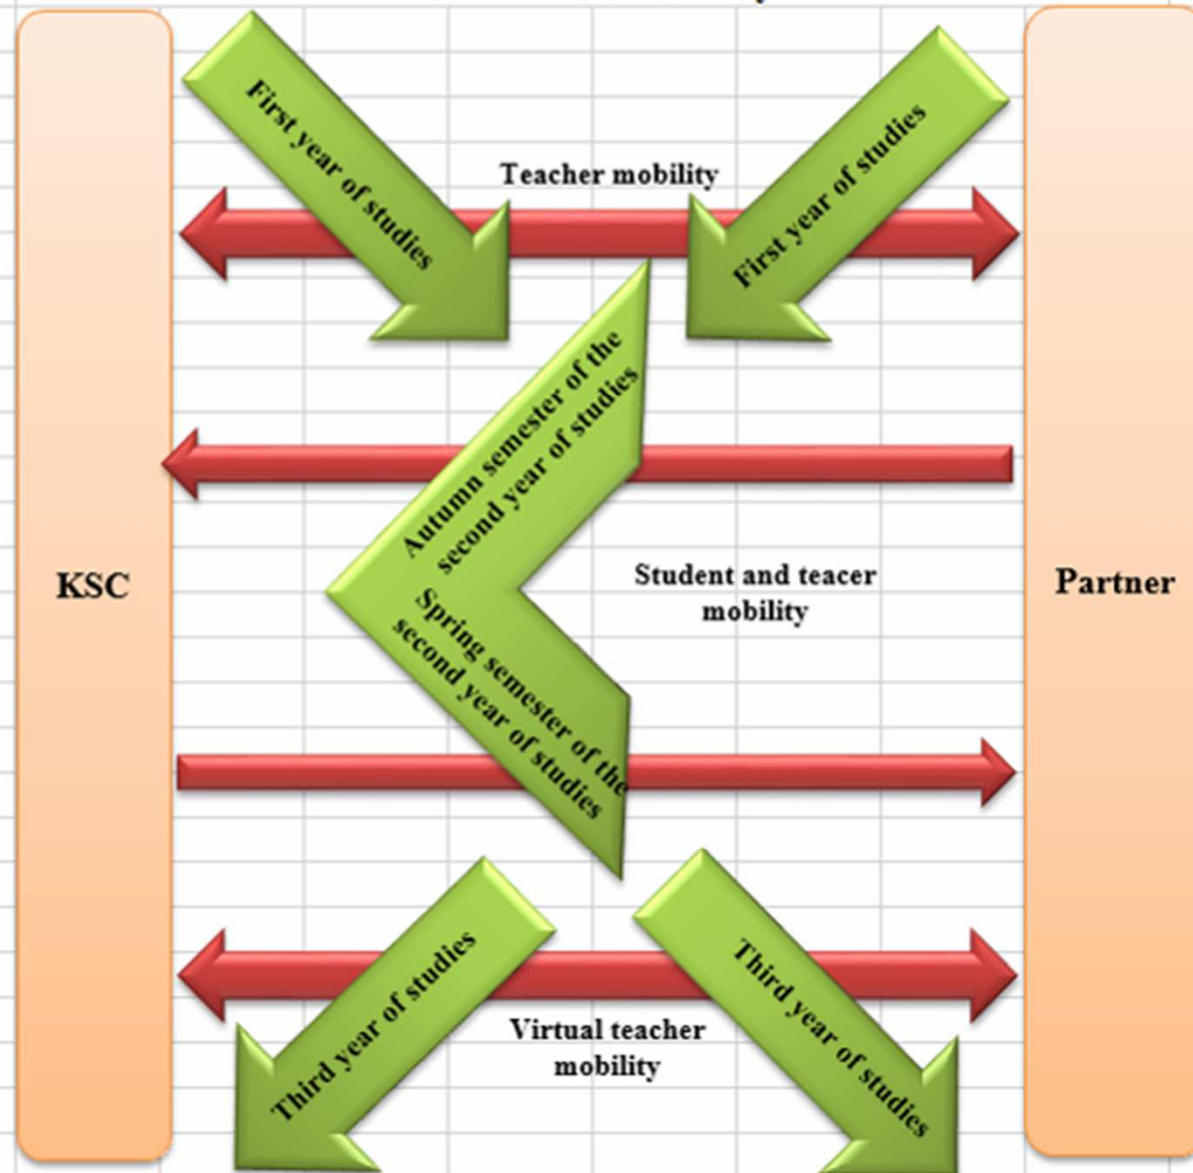 First year of studies
First year of studies
Teacher mobility
Autumn semester of the
second year of studies
KSC
Student and teacer
mobility
Partner
Spring semester of the
second year of studies
Third year of studies
Third year of studies
Virtual teacher
mobility